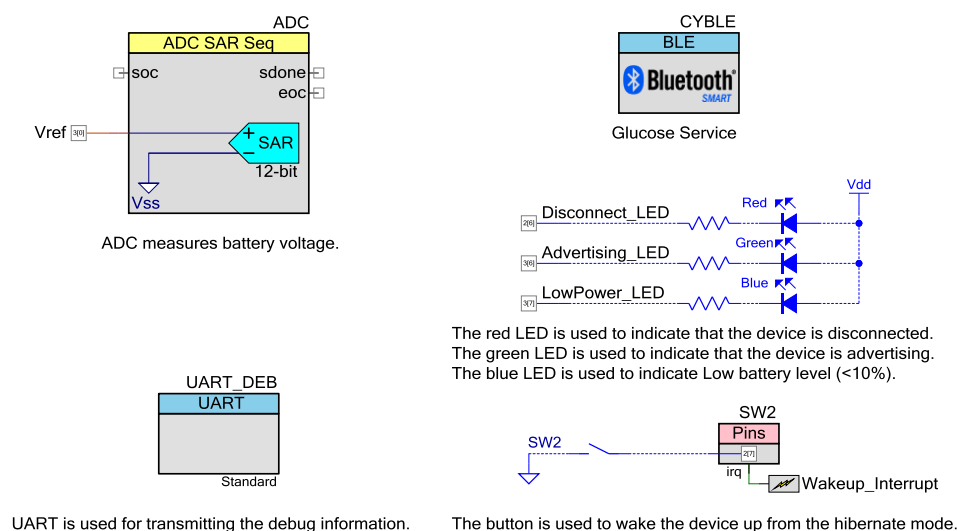 ADC
ADC SAR Seq
soc
sdone
eoc
Vref
3[0]
+
SAR
12-bit
Vss
ADC measures battery voltage.
CYBLE
BLE
Bluetooth®
SMART
Glucose Service
Vdd
2[6]
Disconnect_LED
Red
3[6]
Advertising_LED
Green
3[7]
LowPower_LED
Blue
The red LED is used to indicate that the device is disconnected.
The green LED is used to indicate that the device is advertising.
The blue LED is used to indicate Low battery level (<10%).
UART_DEB
UART
Standard
UART is used for transmitting the debug information.
SW2
Pins
SW2
2[7]
irq
Wakeup_Interrupt
The button is used to wake the device up from the hibernate mode.